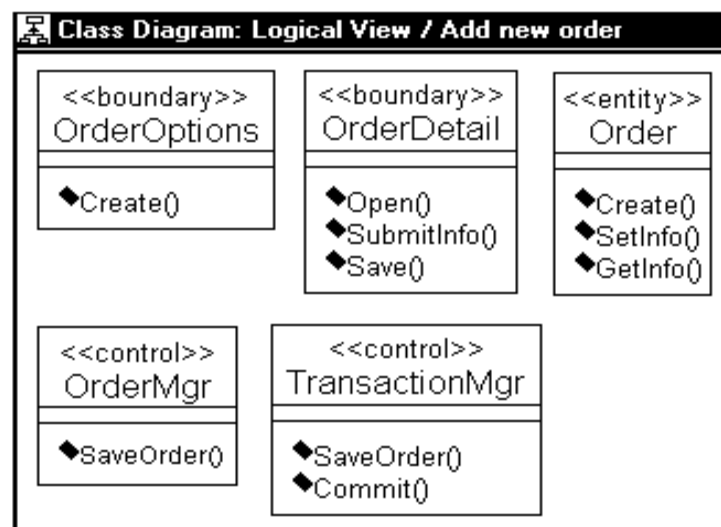 Class Diagram: Logical View / Add new order
<<boundary>>
OrderOptions
Create()
<<boundary>>
OrderDetail
Open()
SubmitInfo()
Save()
<<entity>>
Order
Create()
SetInfo()
GetInfo()
<<control>>
OrderMgr
SaveOrder()
<<control>>
TransactionMgr
SaveOrder()
Commit()